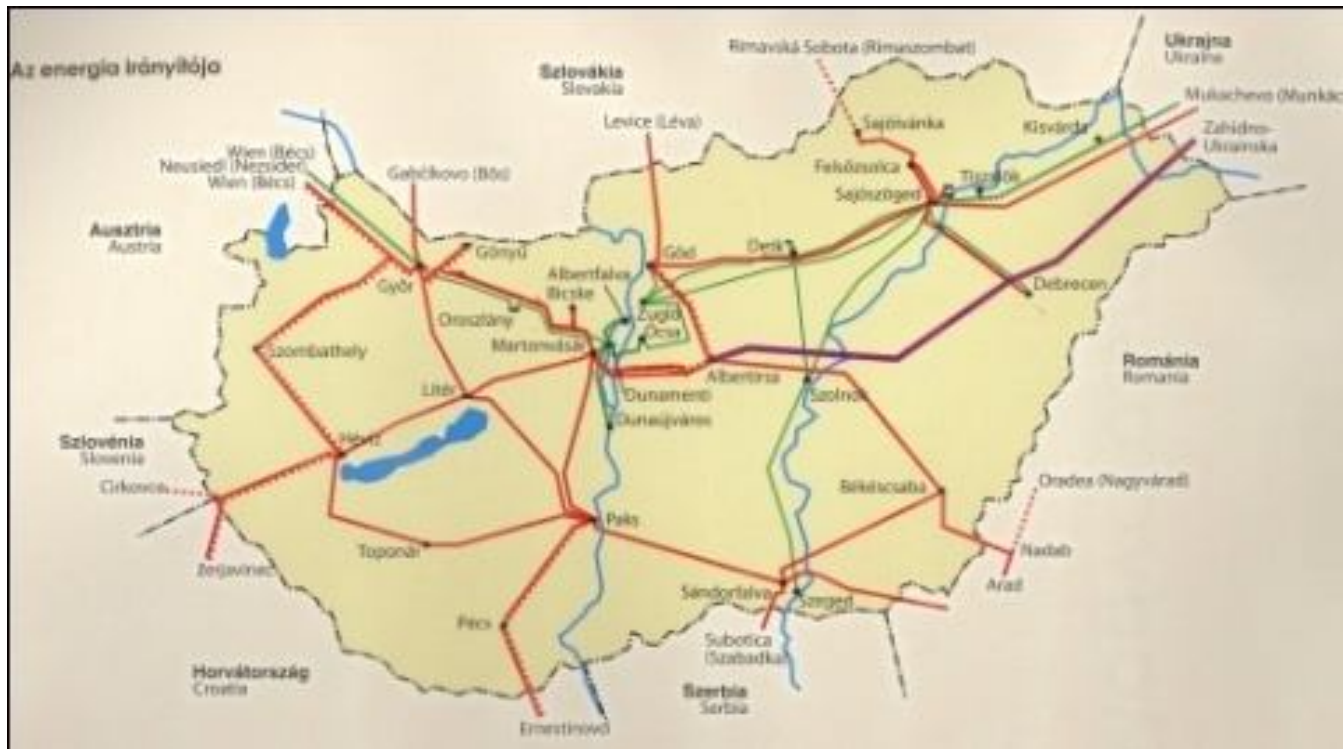 Az energia irányítója
Rimavská Sobota (Rimaszombat)
Ukrajna
Ukraine
Szlovákia
Slovakia
Mukachevo (Munkác
Levice (Léva)
Sajóivánka
Kisvárda
Zahidno-
Ukrainska
Wien (Bécs)
Neusiedl (Nezsider)
Wien (Bécs)
Gabčíkovo (Bős)
Felsőzsolca
Tiszalök
Sajószöged
Ausztria
Austria
Gönyű
Göd
Detk
Győr
Albertfalva
Bicske
Debrecen
Oroszlány
Zugló
Ócsa
Szombathely
Martonvásár
Albertirsa
Románia
Romania
Litér
Dunamenti
Szolnok
Dunaújváros
Szlovénia
Slovenia
Hévíz
Cirkovce
Békéscsaba
Oradea (Nagyvárad)
Paks
Toponár
Nadab
Žerjavinec
Arad
Sándorfalva
Szeged
Pécs
Subotica
(Szabadka)
Horvátország
Croatia
Szerbia
Serbia
Ernestinovo